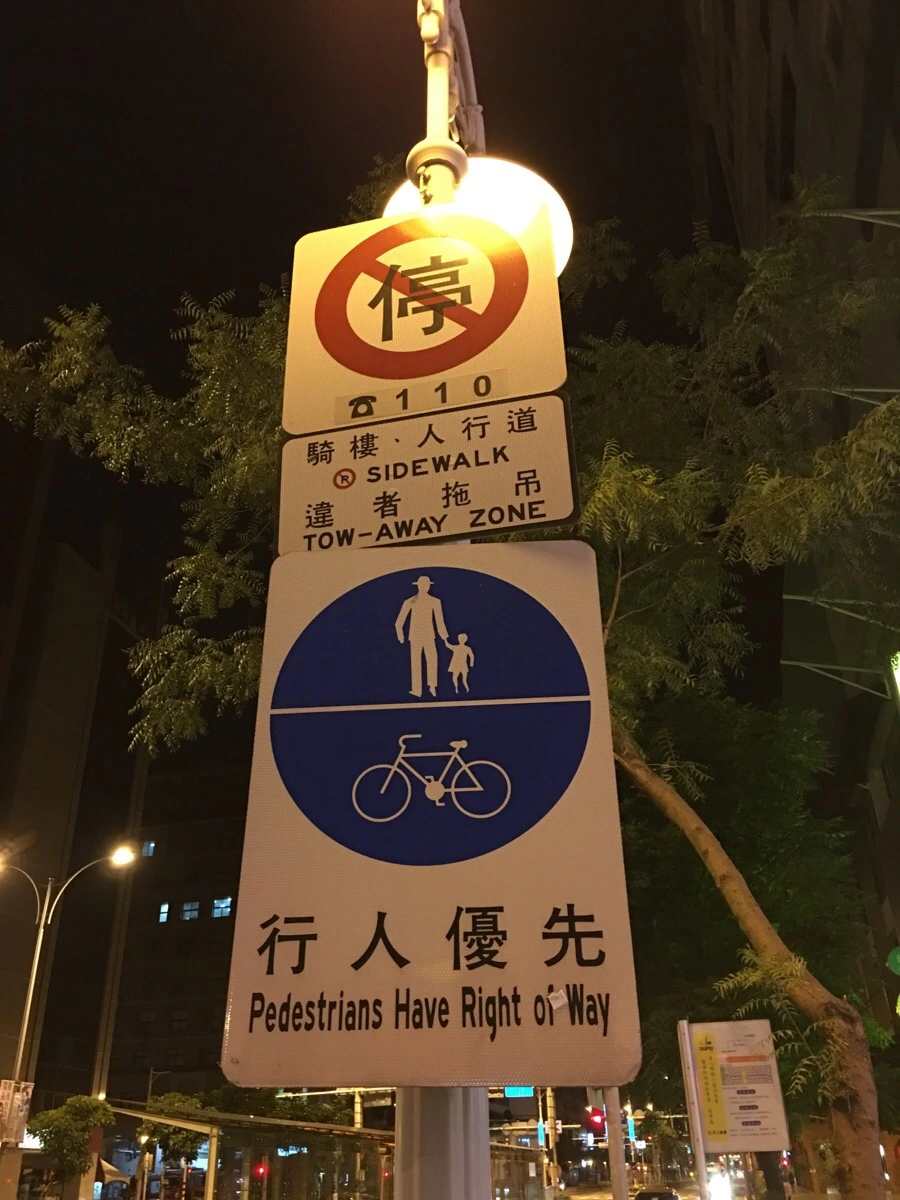 停
☎110
騎樓、人行道
Ⓡ SIDEWALK
違者拖吊
TOW-AWAY ZONE
行人優先
Pedestrians Have Right of Way